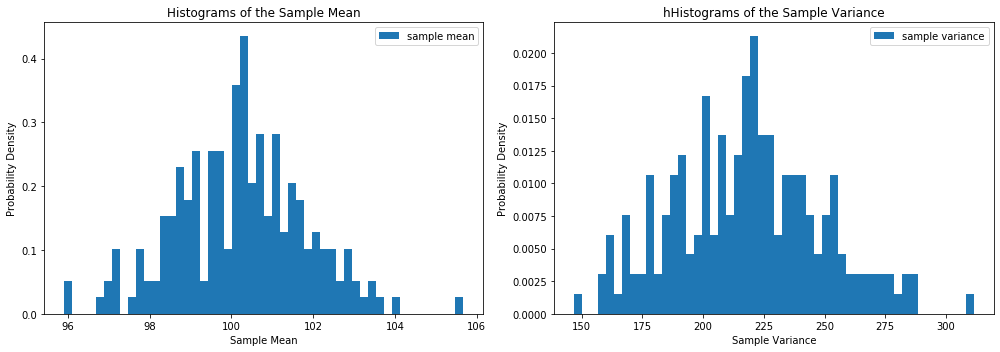 Histograms of the Sample Mean
sample mean
Probability Density
0.4
0.3
0.2
0.1
0.0
96 98 100 102 104 106
Sample Mean
hHistograms of the Sample Variance
sample variance
Probability Density
0.0200
0.0175
0.0150
0.0125
0.0100
0.0075
0.0050
0.0025
0.0000
150 175 200 225 250 275 300
Sample Variance